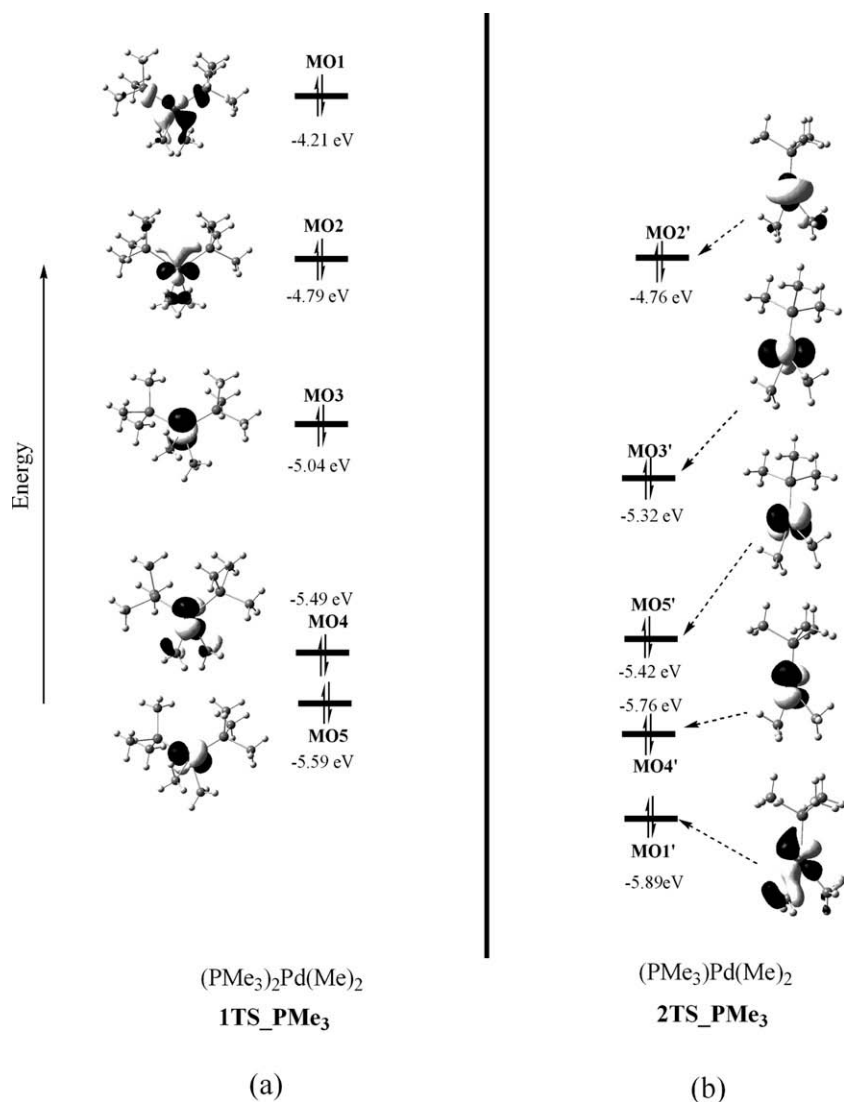 Energy
MO1
-4.21 eV
MO2
-4.79 eV
MO3
-5.04 eV
-5.49 eV
MO4
MO5
-5.59 eV
(PMe3)2Pd(Me)2
1TS_PMe3
(a)
MO2'
-4.76 eV
MO3'
-5.32 eV
MO5'
-5.42 eV
-5.76 eV
MO4'
MO1'
-5.89eV
(PMe3)Pd(Me)2
2TS_PMe3
(b)